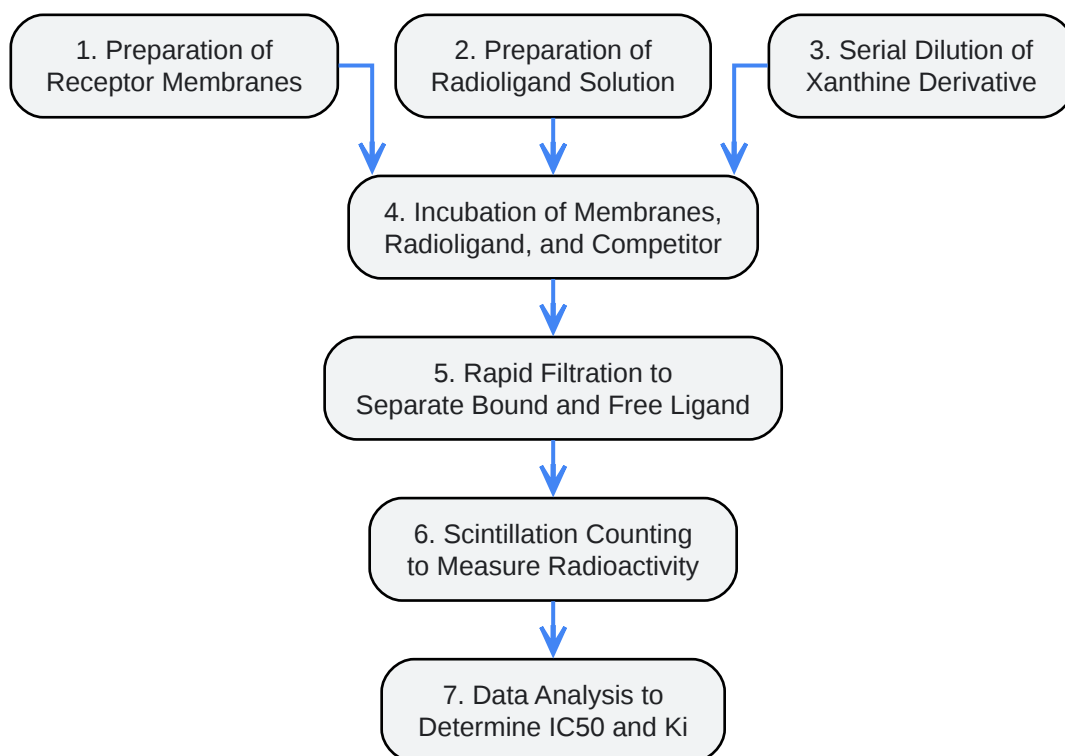 1. Preparation of
Receptor Membranes
2. Preparation of
Radioligand Solution
3. Serial Dilution of
Xanthine Derivative
4. Incubation of Membranes,
Radioligand, and Competitor
5. Rapid Filtration to
Separate Bound and Free Ligand
6. Scintillation Counting
to Measure Radioactivity
7. Data Analysis to
Determine IC50 and Ki